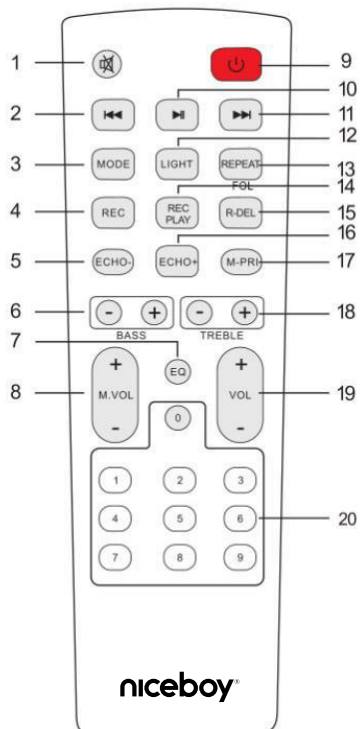 1 9
10
2 11
12
3 MODE LIGHT REPEAT 13
FOL 14
4 REC REC PLAY R-DEL 15
16
5 ECHO- ECHO+ M-PRI 17
6 - + - + 18
BASS TREBLE
7 EQ
+ +
8 M.VOL VOL 19
- -
0
1 2 3
4 5 6 20
7 8 9
niceboy®